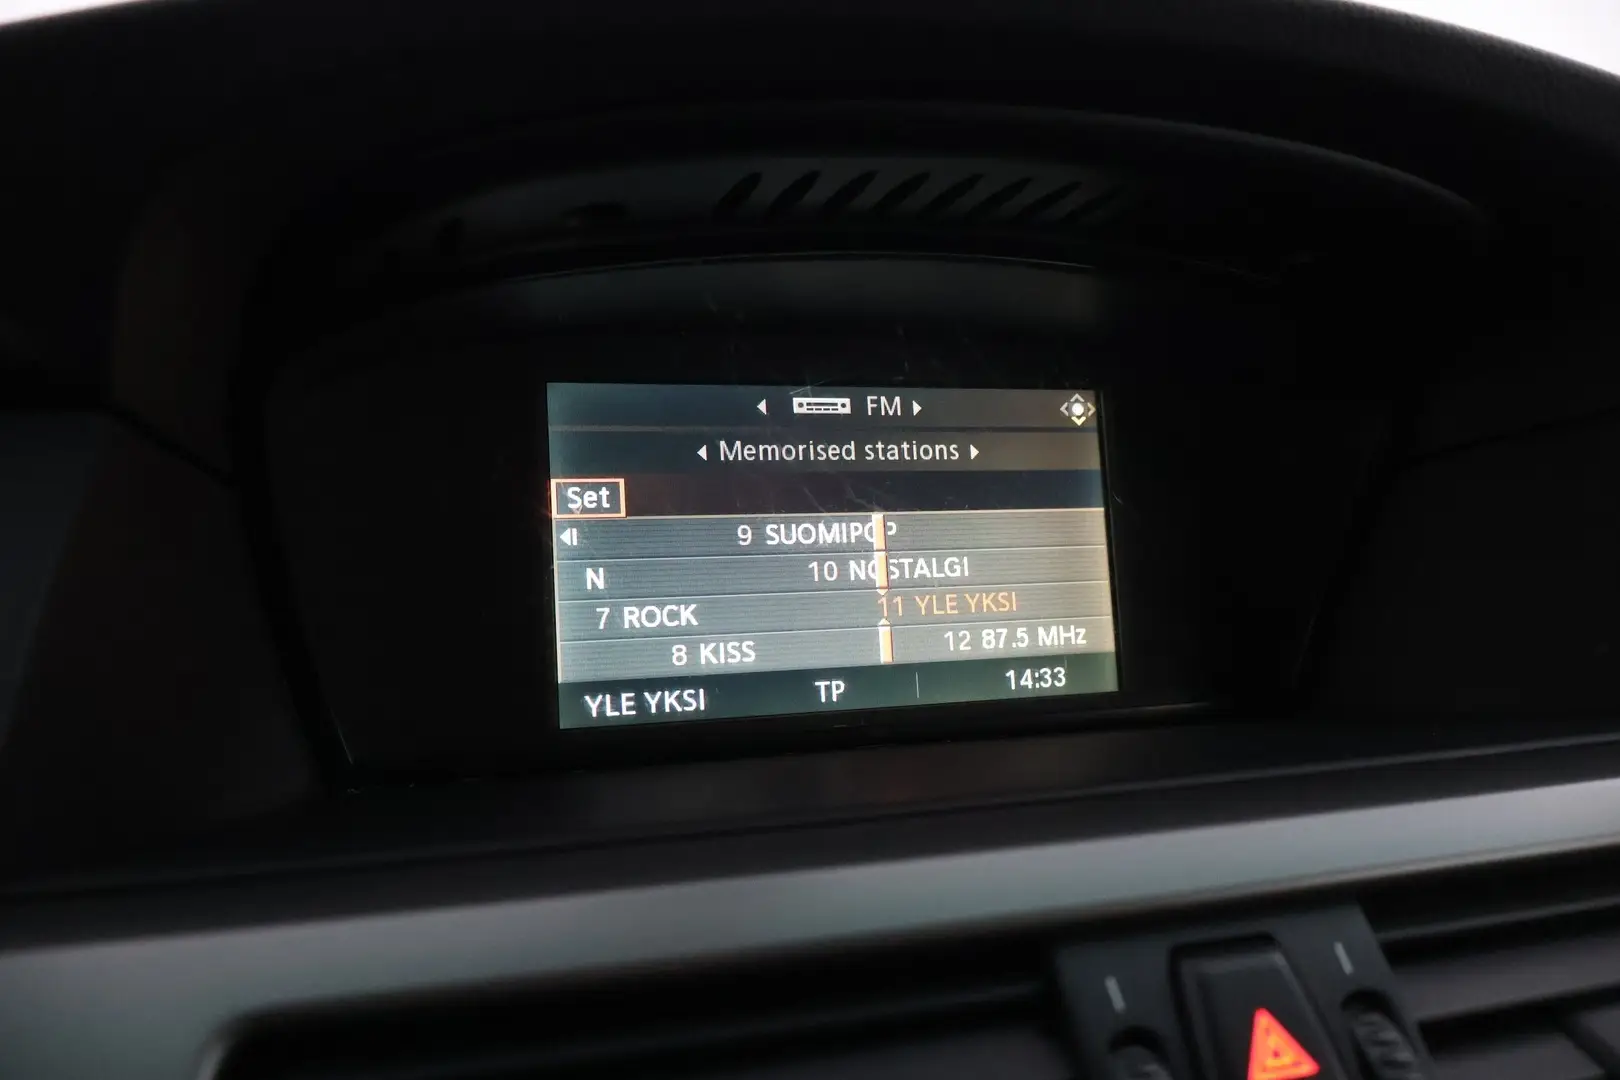 FM
Memorised stations
Set
9 SUOMIPOP
N
10 NOSTALGI
7 ROCK
11 YLE YKSI
8 KISS
12 87.5 MHz
YLE YKSI TP 14:33